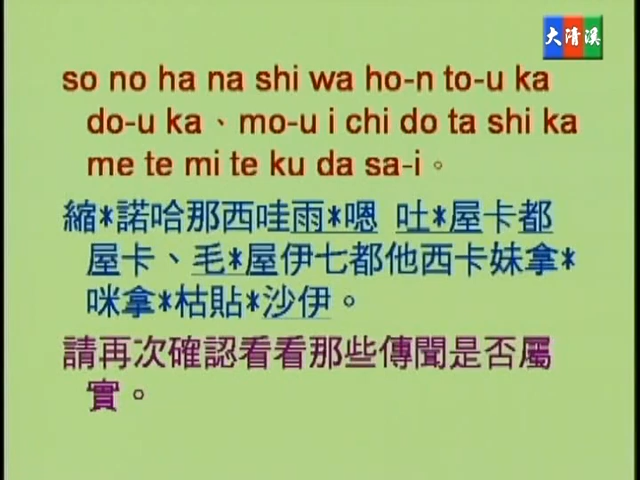 大清溪
so no ha na shi wa ho-n to-u ka
do-u ka、mo-u i chi do ta shi ka
me te mi te ku da sa-i。
縮*諾哈那西哇雨*嗯 吐*屋卡都
屋卡、毛*屋伊七都他西卡妹拿*
咪拿*枯貼*沙伊。
請再次確認看看那些傳聞是否屬
實。